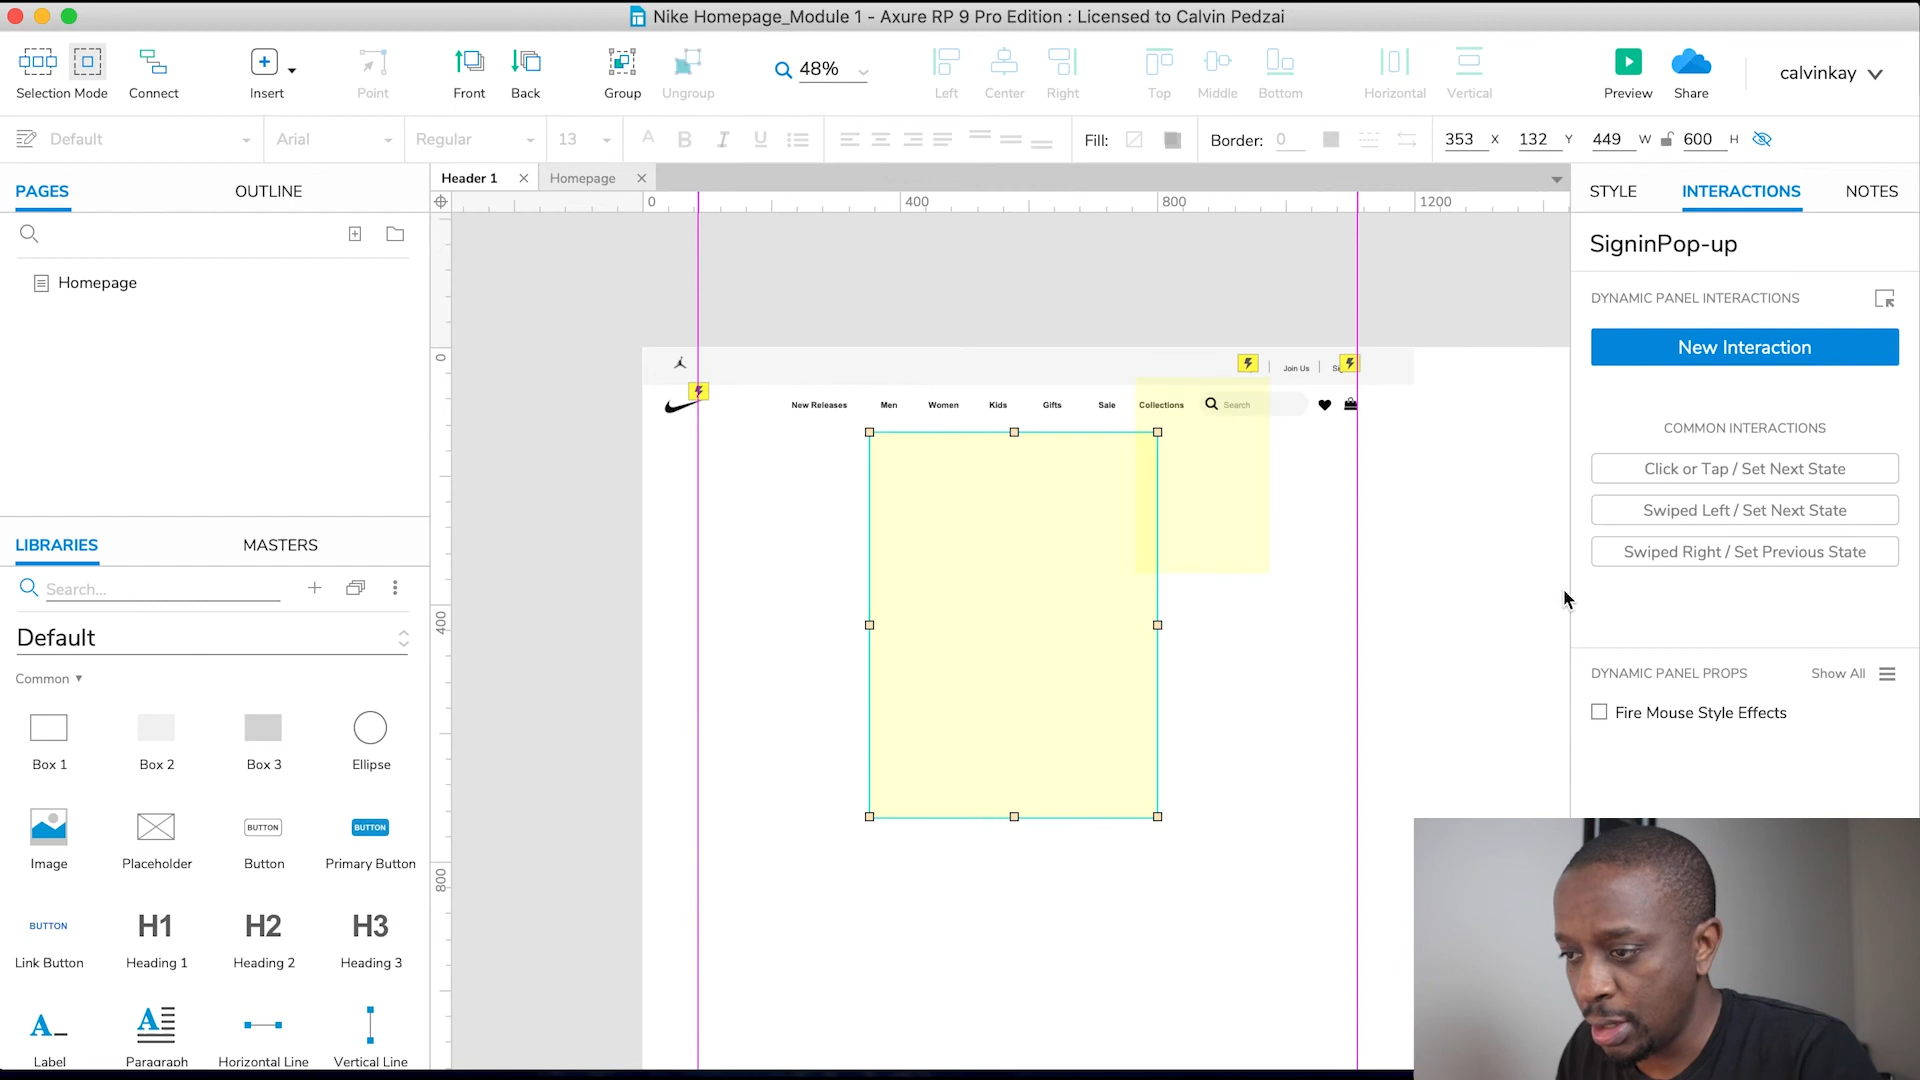 Nike Homepage_Module 1 - Axure RP 9 Pro Edition : Licensed to Calvin Pedzai
Selection Mode
Connect
Insert
Point
Front
Back
Group
Ungroup
48%
Left
Center
Right
Top
Middle
Bottom
Horizontal
Vertical
Preview
Share
calvinkay
Default
Arial
Regular
13
Fill:
Border:
0
353 X
132 Y
449 W
600 H
PAGES
OUTLINE
Header 1
Homepage
STYLE
INTERACTIONS
NOTES
0
400
800
1200
Homepage
SigninPop-up
DYNAMIC PANEL INTERACTIONS
New Interaction
COMMON INTERACTIONS
Click or Tap / Set Next State
Swiped Left / Set Next State
Swiped Right / Set Previous State
DYNAMIC PANEL PROPS
Show All
Fire Mouse Style Effects
0
400
800
Join Us
New Releases
Men
Women
Kids
Gifts
Sale
Collections
Search
LIBRARIES
MASTERS
Search...
Default
Common
Box 1
Box 2
Box 3
Ellipse
Image
Placeholder
BUTTON
Button
BUTTON
Primary Button
BUTTON
Link Button
H1
Heading 1
H2
Heading 2
H3
Heading 3
Label
Paragraph
Horizontal Line
Vertical Line